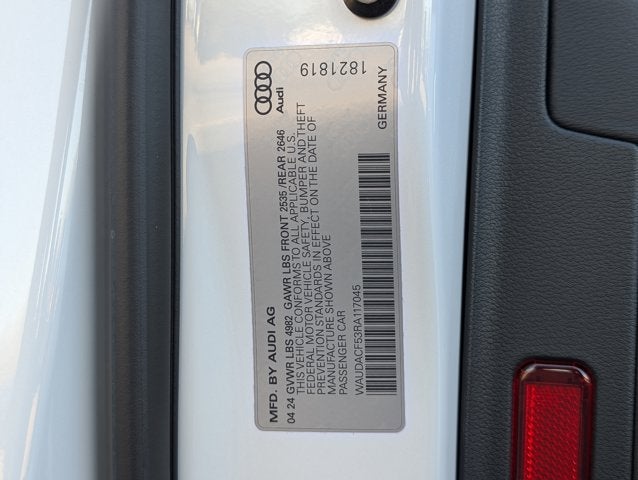 MFD. BY AUDI AG
04.24 GVWR LBS 4982 GAWR LBS FRONT 2535 /REAR 2646
THIS VEHICLE CONFORMS TO ALL APPLICABLE U.S.
FEDERAL MOTOR VEHICLE SAFETY, BUMPER AND THEFT
PREVENTION STANDARDS IN EFFECT ON THE DATE OF
MANUFACTURE SHOWN ABOVE
PASSENGER CAR
WAUDACF53RA117045
Audi
GERMANY
1821819